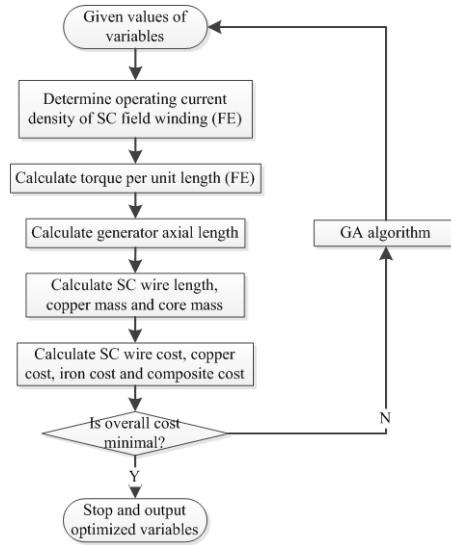 Given values of
variables
Determine operating current
density of SC field winding (FE)
Calculate torque per unit length (FE)
Calculate generator axial length
GA algorithm
Calculate SC wire length,
copper mass and core mass
Calculate SC wire cost, copper
cost, iron cost and composite cost
Is overall cost
minimal?
N
Y
Stop and output
optimized variables